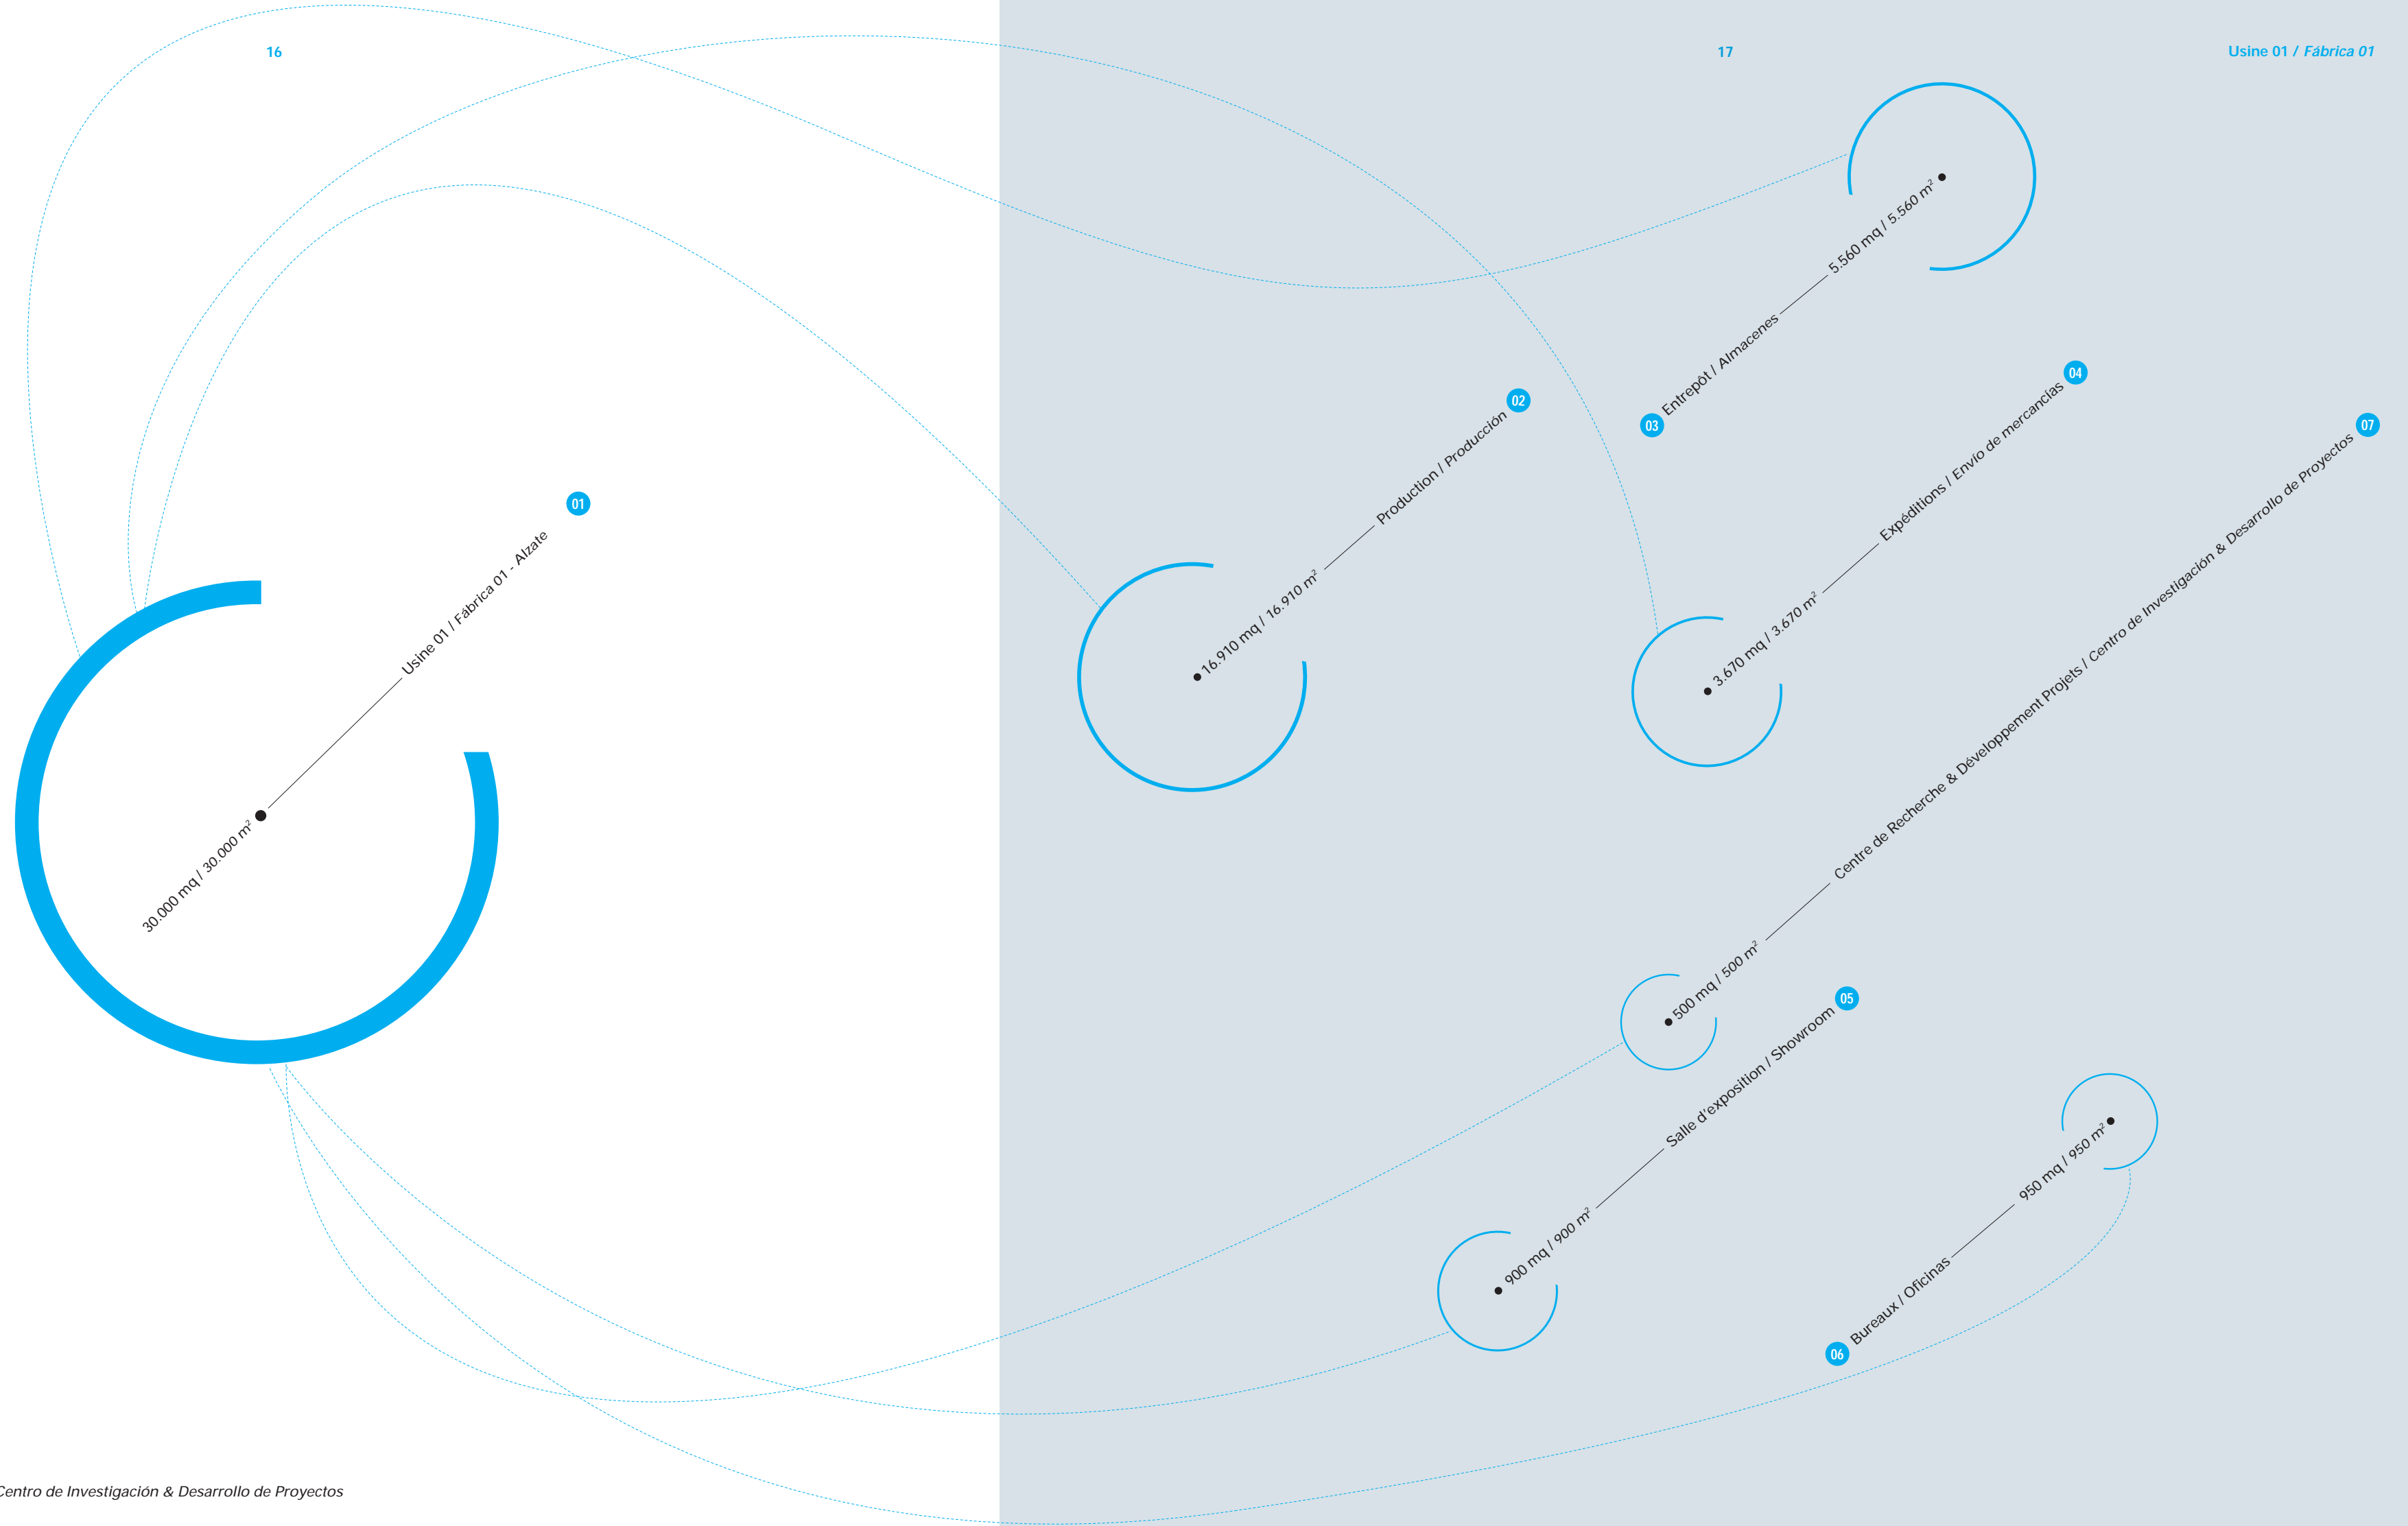 16
17
Usine 01 / Fábrica 01
01
Usine 01 / Fábrica 01 - Alzate
30.000 mq / 30.000 m²
02
Production / Producción
16.910 mq / 16.910 m²
5.560 mq / 5.560 m²
03
Entrepôt / Almacenes
04
Expéditions / Envío de mercancías
3.670 mq / 3.670 m²
07
Centre de Recherche & Développement Projets / Centro de Investigación & Desarrollo de Proyectos
500 mq / 500 m²
05
Salle d'exposition / Showroom
900 mq / 900 m²
950 mq / 950 m²
06
Bureaux / Oficinas
Centro de Investigación & Desarrollo de Proyectos